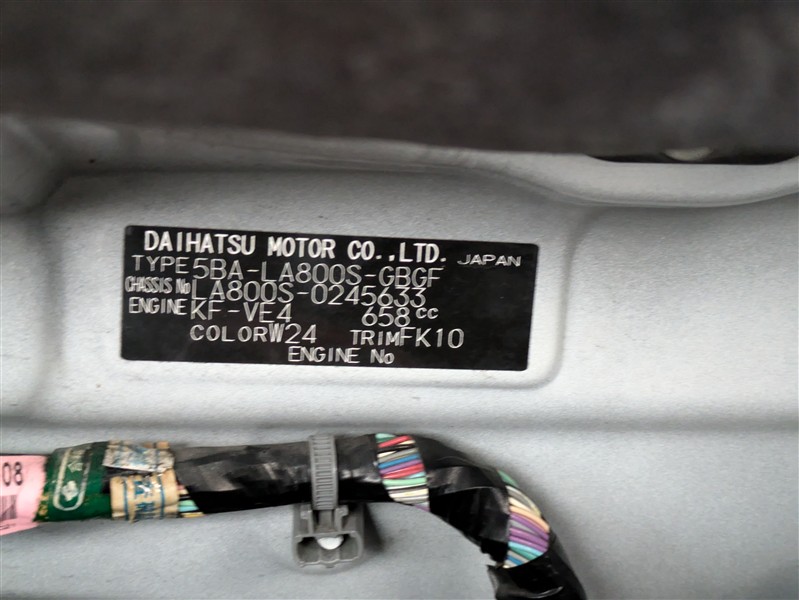 DAIHATSU MOTOR CO.,LTD. JAPAN
TYPE 5BA-LA800S-GBGF
CHASSIS No LA800S-0245633
ENGINE KF-VE4 658cc
COLOR W24 TRIM FK10
ENGINE No
08